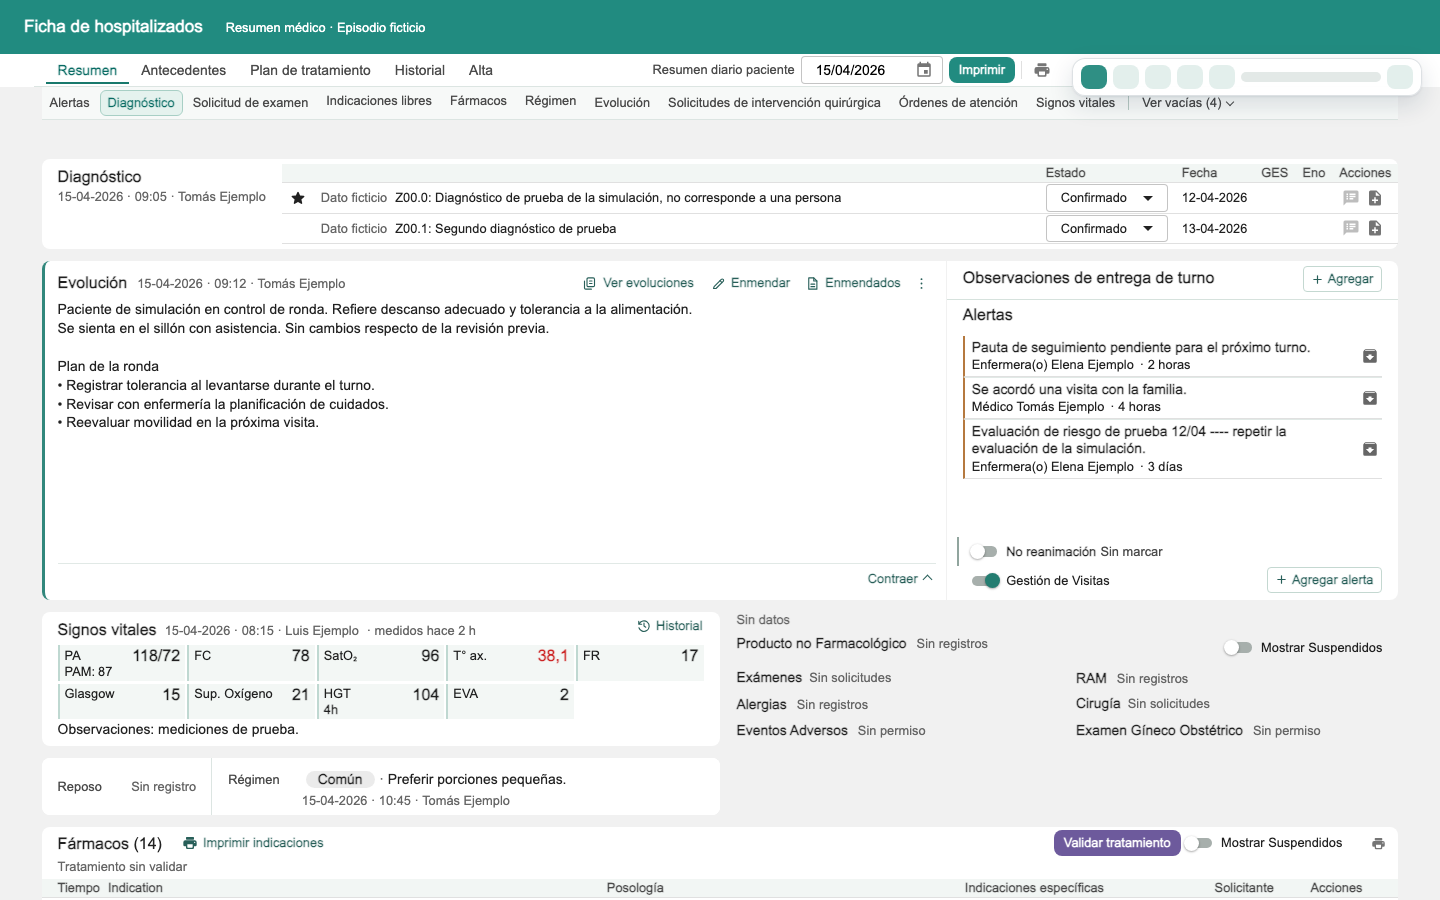 Ficha de hospitalizados Resumen médico · Episodio ficticio
Resumen Antecedentes Plan de tratamiento Historial Alta Resumen diario paciente 15/04/2026 Imprimir
Alertas Diagnóstico Solicitud de examen Indicaciones libres Fármacos Régimen Evolución Solicitudes de intervención quirúrgica Órdenes de atención Signos vitales Ver vacías (4)
Diagnóstico
15-04-2026 · 09:05 · Tomás Ejemplo
Estado Fecha GES Eno Acciones
Dato ficticio Z00.0: Diagnóstico de prueba de la simulación, no corresponde a una persona Confirmado 12-04-2026
Dato ficticio Z00.1: Segundo diagnóstico de prueba Confirmado 13-04-2026
Evolución 15-04-2026 · 09:12 · Tomás Ejemplo Ver evoluciones Enmendar Enmendados
Paciente de simulación en control de ronda. Refiere descanso adecuado y tolerancia a la alimentación.
Se sienta en el sillón con asistencia. Sin cambios respecto de la revisión previa.
Plan de la ronda
• Registrar tolerancia al levantarse durante el turno.
• Revisar con enfermería la planificación de cuidados.
• Reevaluar movilidad en la próxima visita.
Contraer
Observaciones de entrega de turno + Agregar
Alertas
Pauta de seguimiento pendiente para el próximo turno.
Enfermera(o) Elena Ejemplo · 2 horas
Se acordó una visita con la familia.
Médico Tomás Ejemplo · 4 horas
Evaluación de riesgo de prueba 12/04 ---- repetir la
evaluación de la simulación.
Enfermera(o) Elena Ejemplo · 3 días
No reanimación Sin marcar
Gestión de Visitas + Agregar alerta
Signos vitales 15-04-2026 · 08:15 · Luis Ejemplo · medidos hace 2 h Historial
PA 118/72 FC 78 SatO₂ 96 T° ax. 38,1 FR 17
PAM: 87
Glasgow 15 Sup. Oxígeno 21 HGT 104 EVA 2
4h
Observaciones: mediciones de prueba.
Sin datos
Producto no Farmacológico Sin registros Mostrar Suspendidos
Exámenes Sin solicitudes RAM Sin registros
Alergias Sin registros Cirugía Sin solicitudes
Eventos Adversos Sin permiso Examen Gíneco Obstétrico Sin permiso
Reposo Sin registro Régimen Común · Preferir porciones pequeñas.
15-04-2026 · 10:45 · Tomás Ejemplo
Fármacos (14) Imprimir indicaciones Validar tratamiento Mostrar Suspendidos
Tratamiento sin validar
Tiempo Indication Posología Indicaciones específicas Solicitante Acciones